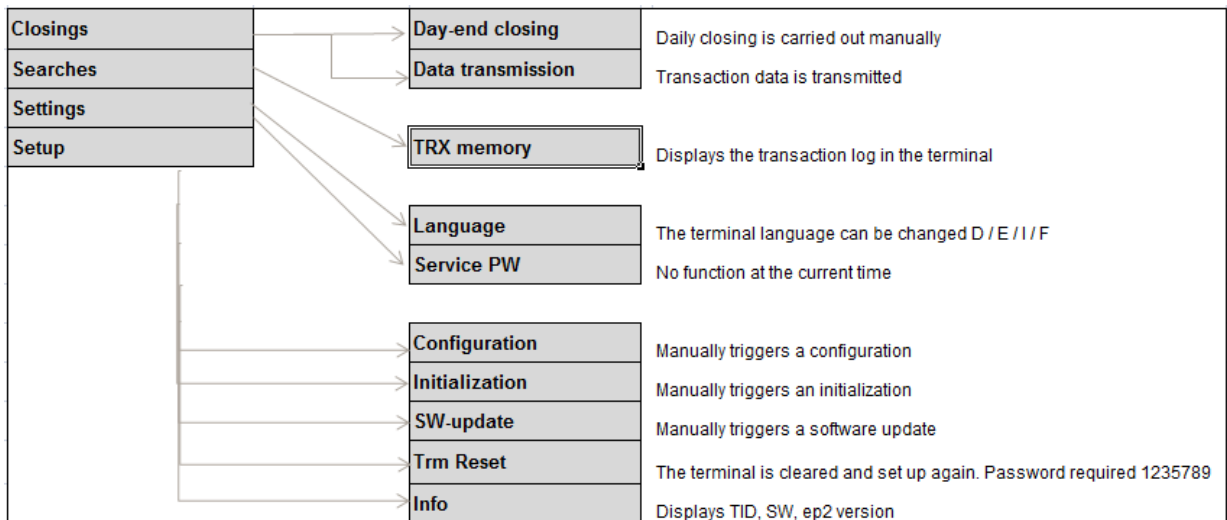 Closings
Searches
Settings
Setup
Day-end closing Daily closing is carried out manually
Data transmission Transaction data is transmitted
TRX memory Displays the transaction log in the terminal
Language The terminal language can be changed D / E / I / F
Service PW No function at the current time
Configuration Manually triggers a configuration
Initialization Manually triggers an initialization
SW-update Manually triggers a software update
Trm Reset The terminal is cleared and set up again. Password required 1235789
Info Displays TID, SW, ep2 version